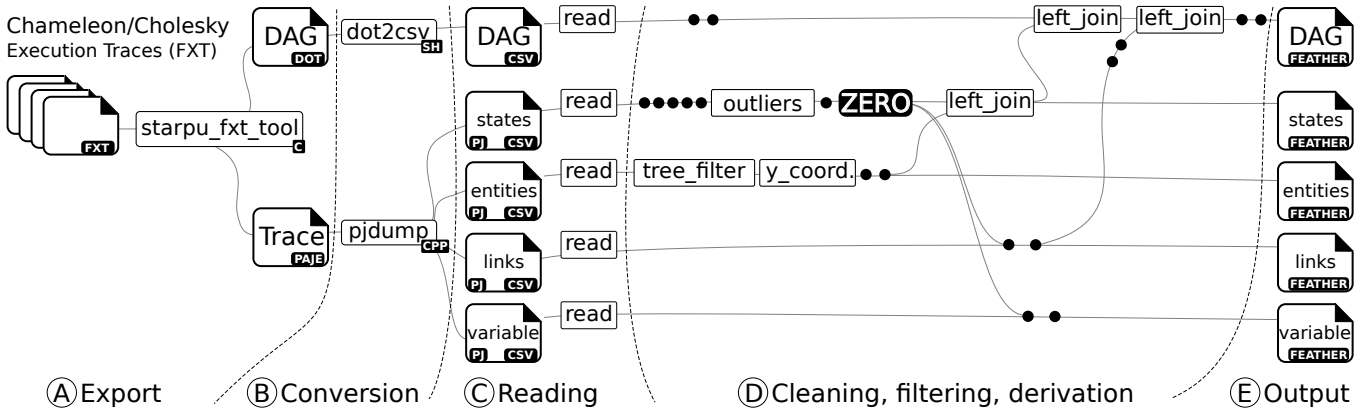 Chameleon/Cholesky
Execution Traces (FXT)
FXT
starpu_fxt_tool
C
DAG
DOT
Trace
PAJE
dot2csv
SH
pjdump
CPP
DAG
CSV
states
PJ CSV
entities
PJ CSV
links
PJ CSV
variable
PJ CSV
read
read
read
read
read
left_join
left_join
outliers
ZERO
left_join
tree_filter
y_coord.
DAG
FEATHER
states
FEATHER
entities
FEATHER
links
FEATHER
variable
FEATHER
A Export
B Conversion
C Reading
D Cleaning, filtering, derivation
E Output